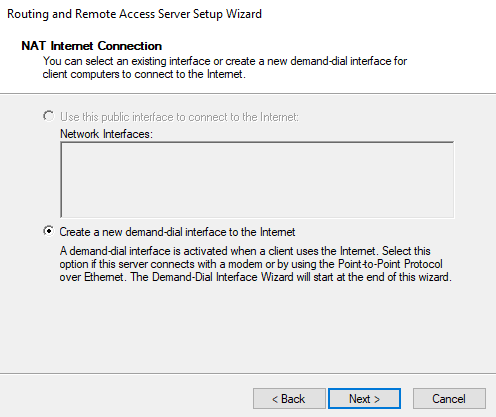 Routing and Remote Access Server Setup Wizard
NAT Internet Connection
You can select an existing interface or create a new demand-dial interface for
client computers to connect to the Internet.
Use this public interface to connect to the Internet:
Network Interfaces:
Create a new demand-dial interface to the Internet
A demand-dial interface is activated when a client uses the Internet. Select this
option if this server connects with a modem or by using the Point-to-Point Protocol
over Ethernet. The Demand-Dial Interface Wizard will start at the end of this wizard.
< Back Next > Cancel